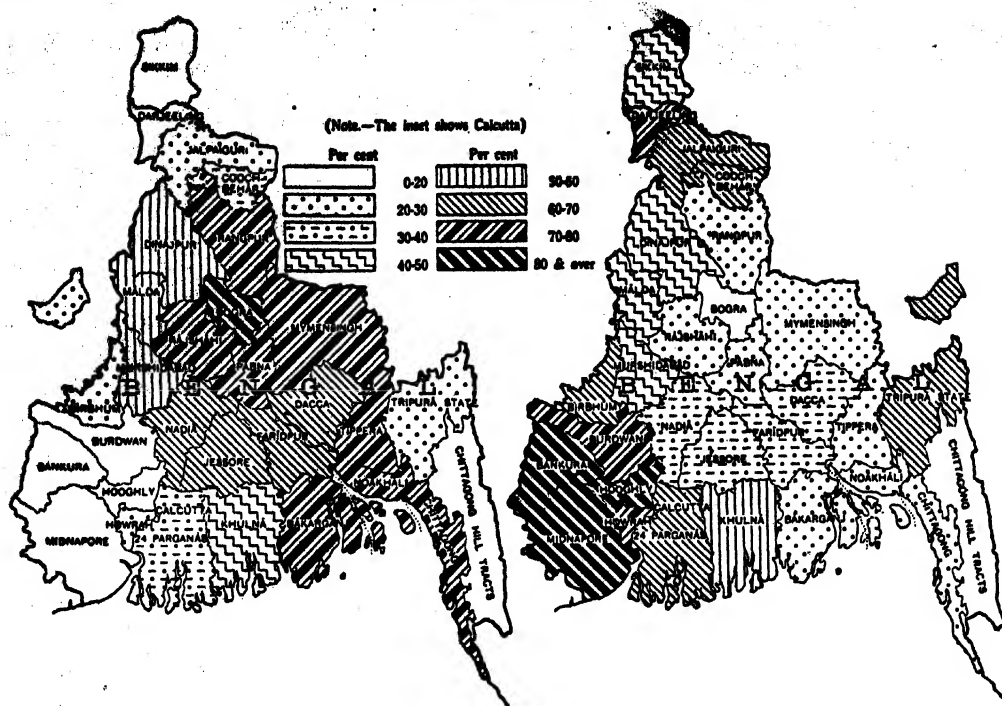 SIKKIM
DARJEELING
JALPAIGURI
COOCH
BEHAR
DINAJPUR
RANGPUR
MALDA
BOGRA
RAJSHAHI
MYMENSINGH
PABNA
MURSHIDABAD
B E N G A L
BIRBHUM
DACCA
TRIPURA STATE
BURDWAN
NADIA
FARIDPUR
TIPPERA
BANKURA
JESSORE
NOAKHALI
HOOGHLY
CALCUTTA
HOWRAH
24 PARGANAS
KHULNA
BAKARGANJ
MIDNAPORE
CHITTAGONG
CHITTAGONG HILL TRACTS
(Note.—The inset shows Calcutta)
Per cent Per cent
0-20 50-60
20-30 60-70
30-40 70-80
40-50 80 & over
SIKKIM
DARJEELING
JALPAIGURI
COOCH
BEHAR
DINAJPUR
RANGPUR
MALDA
BOGRA
RAJSHAHI
MYMENSINGH
PABNA
MURSHIDABAD
B E N G A L
BIRBHUM
DACCA
TRIPURA STATE
BURDWAN
NADIA
FARIDPUR
TIPPERA
BANKURA
JESSORE
NOAKHALI
HOOGHLY
CALCUTTA
HOWRAH
24 PARGANAS
KHULNA
BAKARGANJ
MIDNAPORE
CHITTAGONG
CHITTAGONG HILL TRACTS